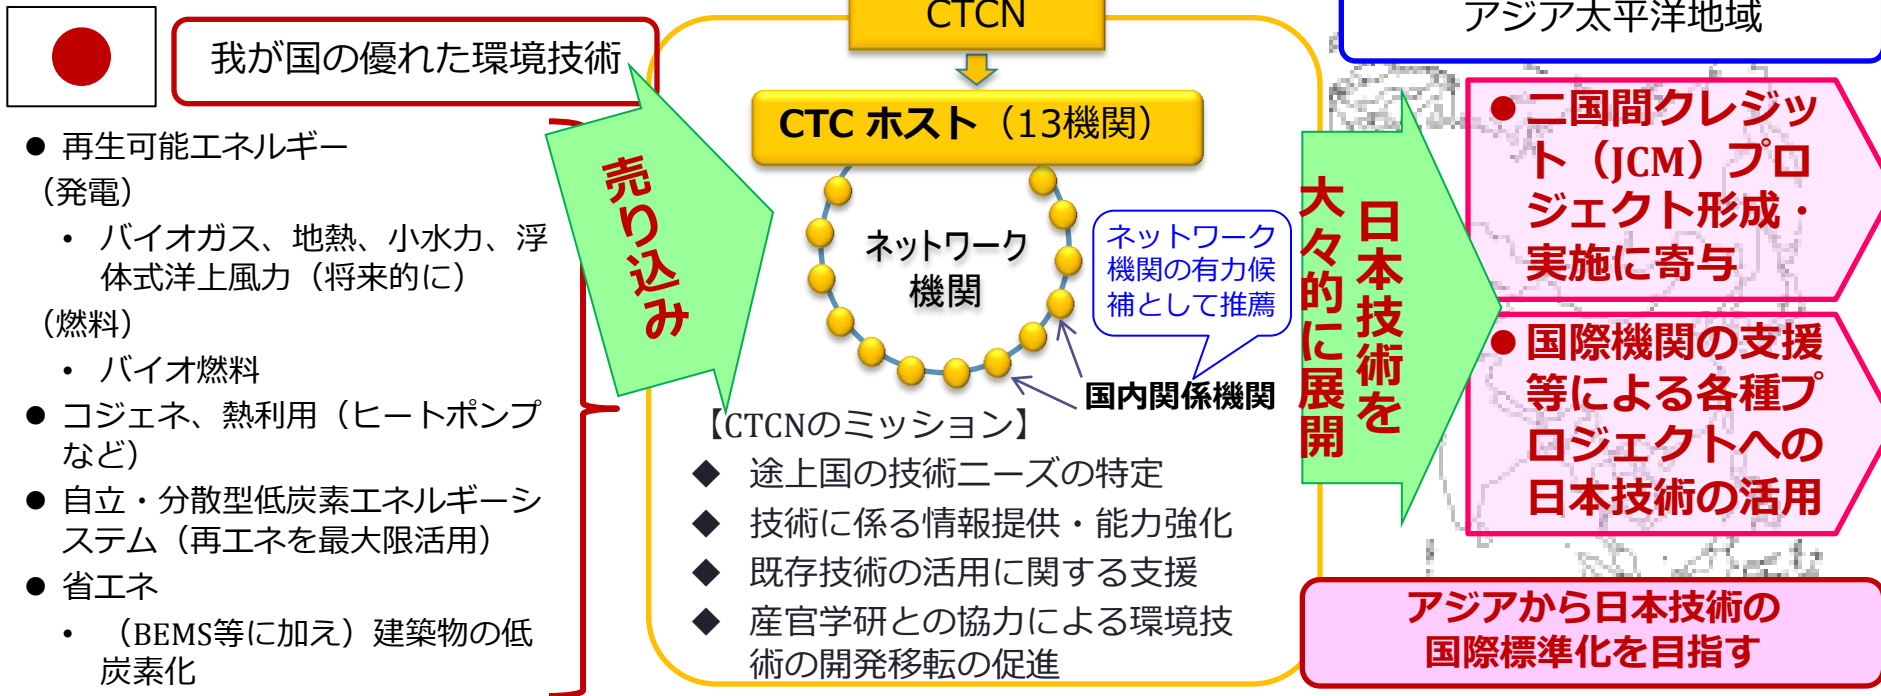 我が国の優れた環境技術
● 再生可能エネルギー
（発電）
• バイオガス、地熱、小水力、浮
体式洋上風力（将来的に）
（燃料）
• バイオ燃料
● コジェネ、熱利用（ヒートポンプ
など）
● 自立・分散型低炭素エネルギーシ
ステム（再エネを最大限活用）
● 省エネ
• （BEMS等に加え）建築物の低
炭素化
売り込み
CTCN
CTC ホスト（13機関）
ネットワーク
機関
ネットワーク
機関の有力候
補として推薦
国内関係機関
【CTCNのミッション】
◆ 途上国の技術ニーズの特定
◆ 技術に係る情報提供・能力強化
◆ 既存技術の活用に関する支援
◆ 産官学研との協力による環境技
術の開発移転の促進
日本技術を
大々的に展開
アジア太平洋地域
● 二国間クレジッ
ト（JCM）プロ
ジェクト形成・
実施に寄与
● 国際機関の支援
等による各種プ
ロジェクトへの
日本技術の活用
アジアから日本技術の
国際標準化を目指す